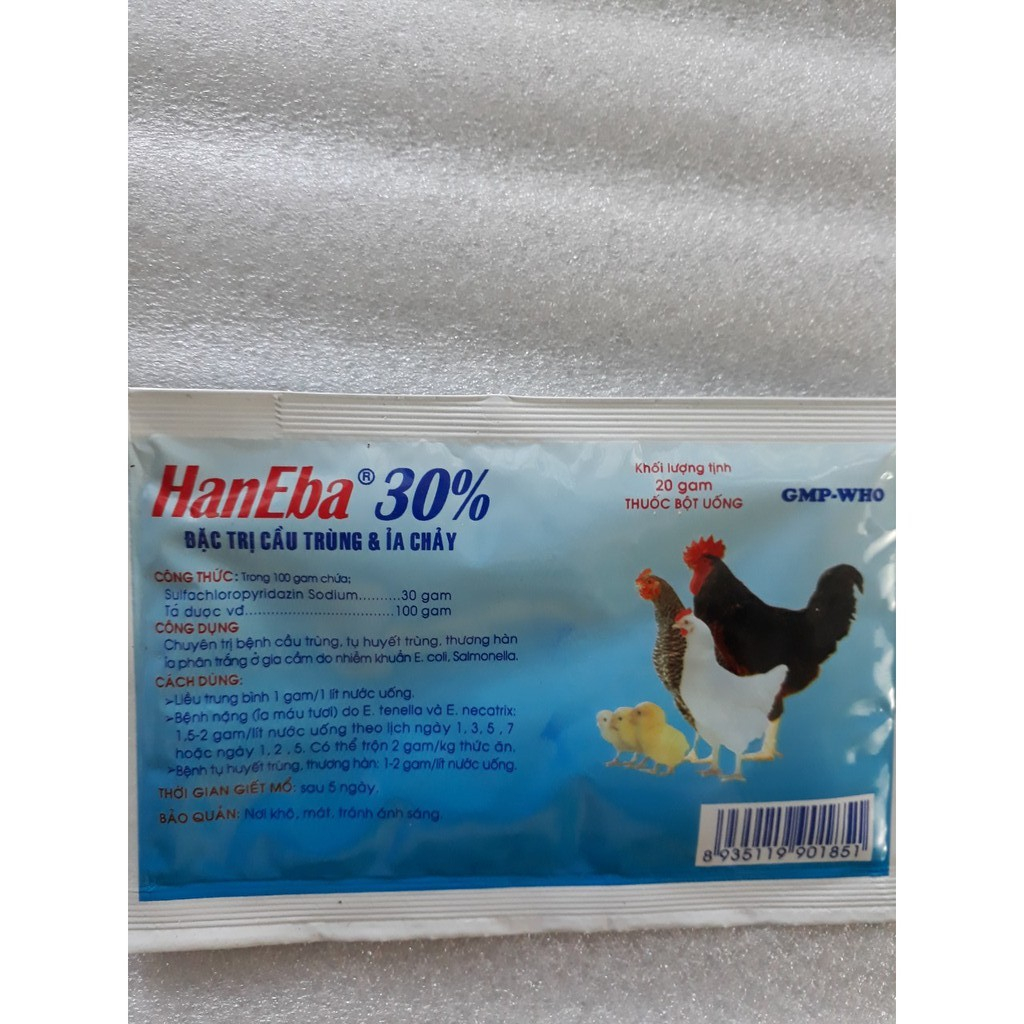 HanEba® 30%
ĐẶC TRỊ CẦU TRÙNG & ỈA CHẢY
Khối lượng tịnh
20 gam
THUỐC BỘT UỐNG
GMP-WHO
CÔNG THỨC: Trong 100 gam chứa:
Sulfachloropyridazin Sodium..........30 gam
Tá dược vđ..................................100 gam
CÔNG DỤNG
Chuyên trị bệnh cầu trùng, tụ huyết trùng, thương hàn
ỉa phân trắng ở gia cầm do nhiễm khuẩn E. coli, Salmonella.
CÁCH DÙNG:
➢Liều trung bình 1 gam/1 lít nước uống.
➢Bệnh nặng (ỉa máu tươi) do E. tenella và E. necatrix:
1,5-2 gam/lít nước uống theo lịch ngày 1, 3, 5 , 7
hoặc ngày 1, 2 , 5. Có thể trộn 2 gam/kg thức ăn.
➢Bệnh tụ huyết trùng, thương hàn: 1-2 gam/lít nước uống.
THỜI GIAN GIẾT MỔ: sau 5 ngày.
BẢO QUẢN: Nơi khô, mát, tránh ánh sáng.
8 935119 901851